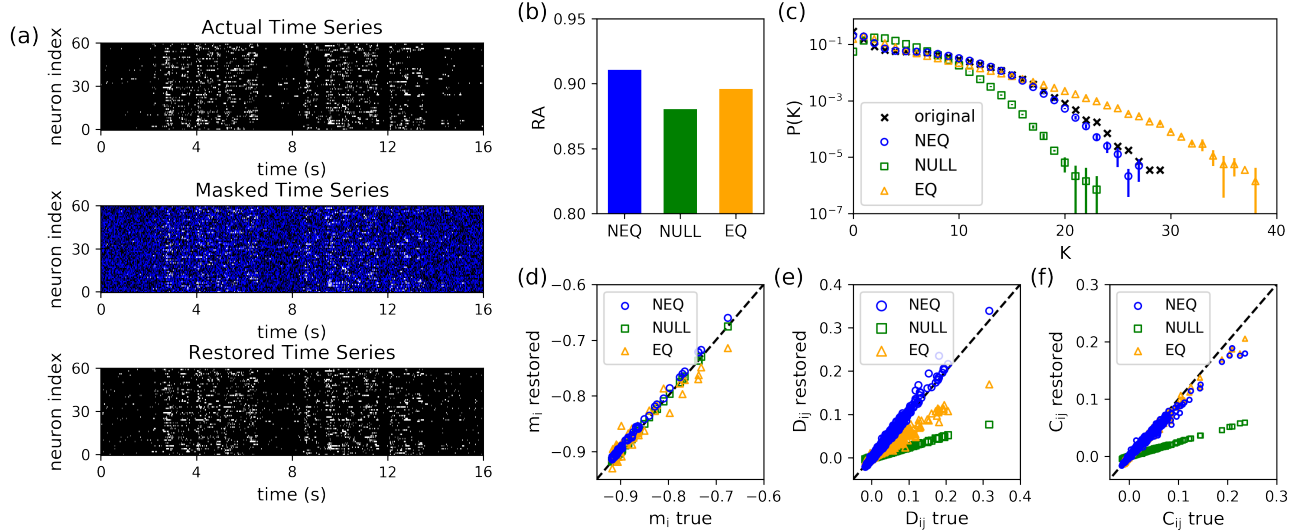 (a)
Actual Time Series
neuron index
60
30
0
0 4 8 12 16
time (s)
Masked Time Series
neuron index
60
30
0
0 4 8 12 16
time (s)
Restored Time Series
neuron index
60
30
0
0 4 8 12 16
time (s)
(b)
RA
0.95
0.90
0.85
0.80
NEQ NULL EQ
(c)
P(K)
10⁻¹
10⁻³
10⁻⁵
10⁻⁷
original
NEQ
NULL
EQ
0 10 20 30 40
K
(d)
mᵢ restored
−0.6
−0.7
−0.8
−0.9
NEQ
NULL
EQ
−0.9 −0.8 −0.7 −0.6
mᵢ true
(e)
Dᵢⱼ restored
0.4
0.3
0.2
0.1
0.0
NEQ
NULL
EQ
0.0 0.1 0.2 0.3 0.4
Dᵢⱼ true
(f)
Cᵢⱼ restored
0.3
0.2
0.1
0.0
NEQ
NULL
EQ
0.0 0.1 0.2 0.3
Cᵢⱼ true